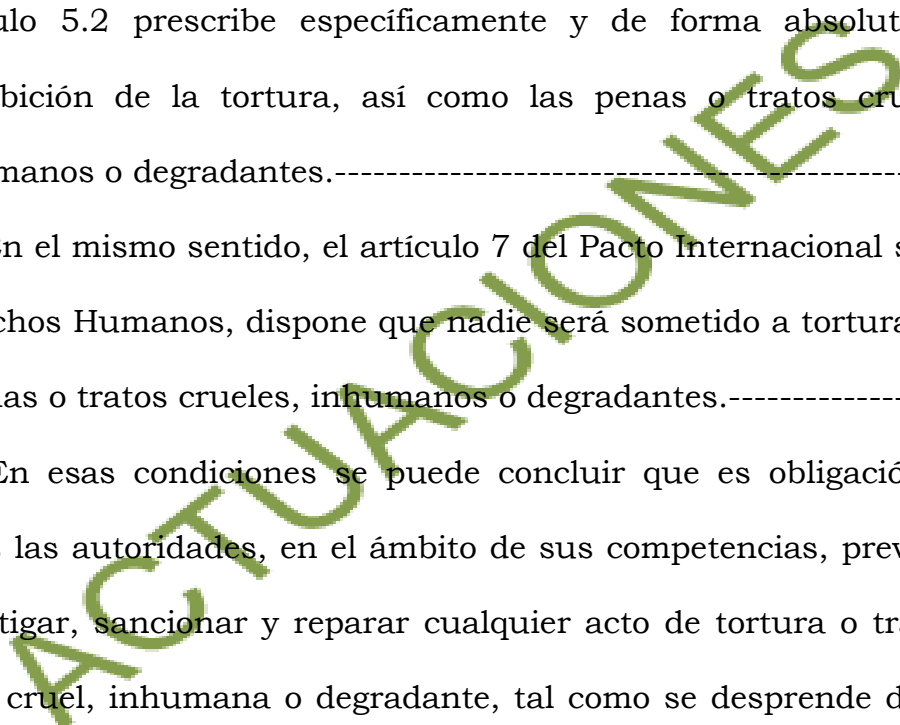 ulo 5.2 prescribe específicamente y de forma absolut
bición de la tortura, así como las penas o tratos cru
manos o degradantes.--------------------------------------------
En el mismo sentido, el artículo 7 del Pacto Internacional s
chos Humanos, dispone que nadie será sometido a tortura
as o tratos crueles, inhumanos o degradantes.--------------
En esas condiciones se puede concluir que es obligació
las autoridades, en el ámbito de sus competencias, prev
tigar, sancionar y reparar cualquier acto de tortura o tra
cruel, inhumana o degradante, tal como se desprende d
ACTUACIONES